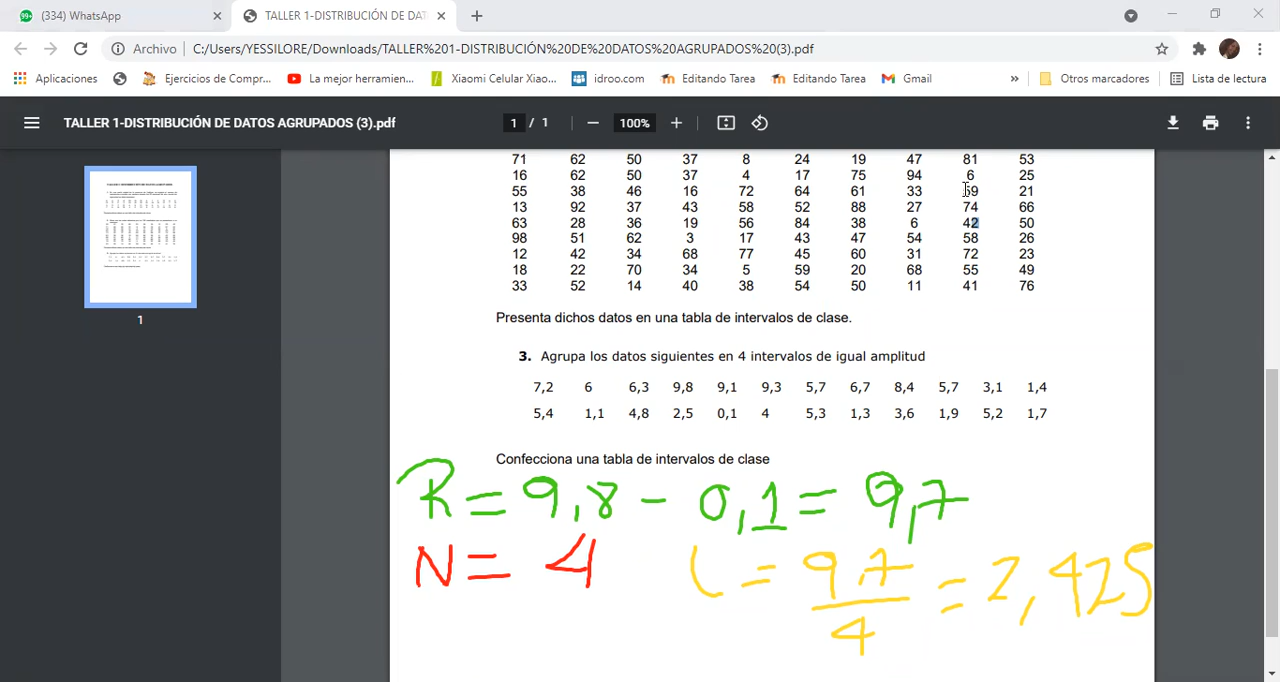 (334) WhatsApp
TALLER 1-DISTRIBUCIÓN DE DAT
Archivo C:/Users/YESSILORE/Downloads/TALLER%201-DISTRIBUCIÓN%20DE%20DATOS%20AGRUPADOS%20(3).pdf
Aplicaciones Ejercicios de Compr... La mejor herramien... Xiaomi Celular Xiao... idroo.com Editando Tarea Editando Tarea Gmail » Otros marcadores Lista de lectura
TALLER 1-DISTRIBUCIÓN DE DATOS AGRUPADOS (3).pdf 1 / 1 100%
71 62 50 37 8 24 19 47 81 53
16 62 50 37 4 17 75 94 6 25
55 38 46 16 72 64 61 33 59 21
13 92 37 43 58 52 88 27 74 66
63 28 36 19 56 84 38 6 42 50
98 51 62 3 17 43 47 54 58 26
12 42 34 68 77 45 60 31 72 23
18 22 70 34 5 59 20 68 55 49
33 52 14 40 38 54 50 11 41 76
1
Presenta dichos datos en una tabla de intervalos de clase.
3. Agrupa los datos siguientes en 4 intervalos de igual amplitud
7,2 6 6,3 9,8 9,1 9,3 5,7 6,7 8,4 5,7 3,1 1,4
5,4 1,1 4,8 2,5 0,1 4 5,3 1,3 3,6 1,9 5,2 1,7
Confecciona una tabla de intervalos de clase
R = 9,8 - 0,1 = 9,7
N = 4
L = 9,7 / 4 = 2,425